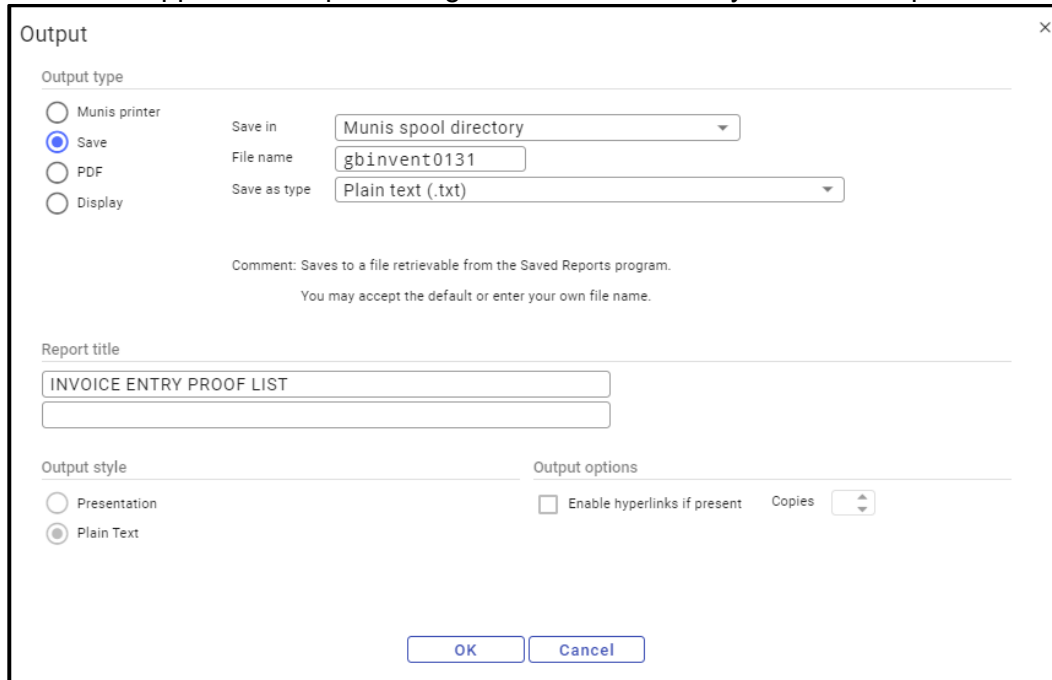 Output
×
Output type
Munis printer
Save
PDF
Display
Save in Munis spool directory
File name gbinvent0131
Save as type Plain text (.txt)
Comment: Saves to a file retrievable from the Saved Reports program.
You may accept the default or enter your own file name.
Report title
INVOICE ENTRY PROOF LIST
Output style
Presentation
Plain Text
Output options
Enable hyperlinks if present Copies
OK Cancel